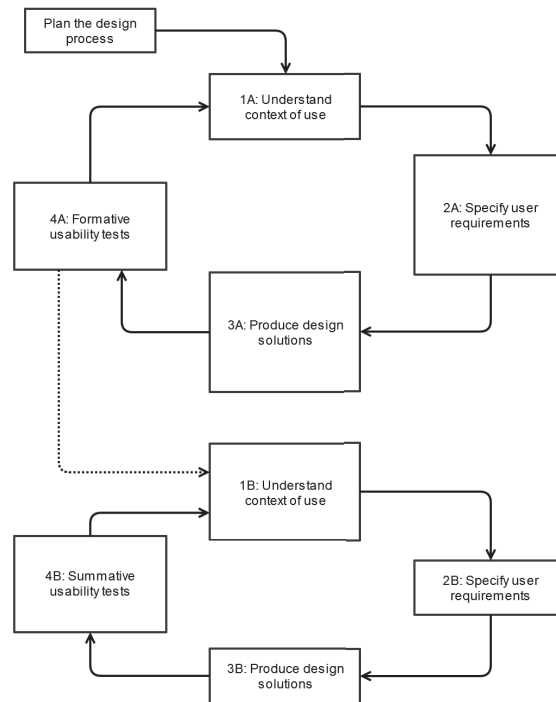 Plan the design
process
1A: Understand
context of use
2A: Specify user
requirements
4A: Formative
usability tests
3A: Produce design
solutions
1B: Understand
context of use
4B: Summative
usability tests
2B: Specify user
requirements
3B: Produce design
solutions